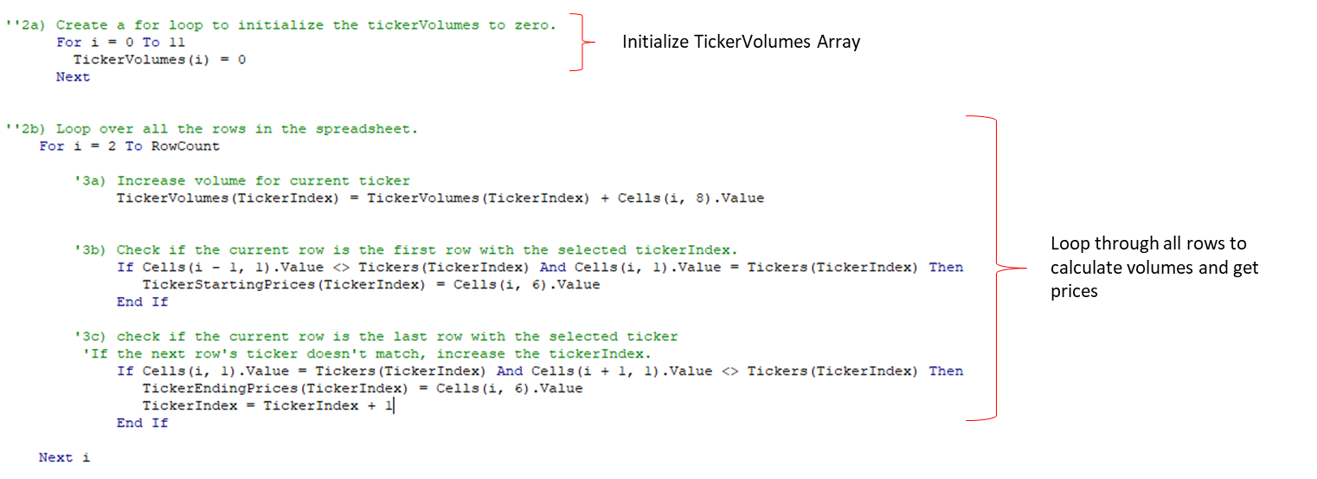 ''2a) Create a for loop to initialize the tickerVolumes to zero.
For i = 0 To 11
TickerVolumes(i) = 0
Next
Initialize TickerVolumes Array
''2b) Loop over all the rows in the spreadsheet.
For i = 2 To RowCount
'3a) Increase volume for current ticker
TickerVolumes(TickerIndex) = TickerVolumes(TickerIndex) + Cells(i, 8).Value
'3b) Check if the current row is the first row with the selected tickerIndex.
If Cells(i - 1, 1).Value <> Tickers(TickerIndex) And Cells(i, 1).Value = Tickers(TickerIndex) Then
TickerStartingPrices(TickerIndex) = Cells(i, 6).Value
End If
'3c) check if the current row is the last row with the selected ticker
'If the next row's ticker doesn't match, increase the tickerIndex.
If Cells(i, 1).Value = Tickers(TickerIndex) And Cells(i + 1, 1).Value <> Tickers(TickerIndex) Then
TickerEndingPrices(TickerIndex) = Cells(i, 6).Value
TickerIndex = TickerIndex + 1
End If
Next i
Loop through all rows to
calculate volumes and get
prices